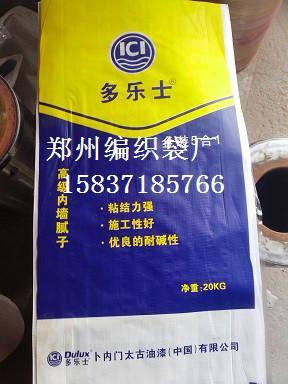 ICI
多乐士®
郑州编织袋厂
15837185766
高级内墙腻子
·粘结力强
·施工性好
·优良的耐碱性
净重:20KG
ICI Dulux 多乐士 卜内门太古油漆(中国)有限公司